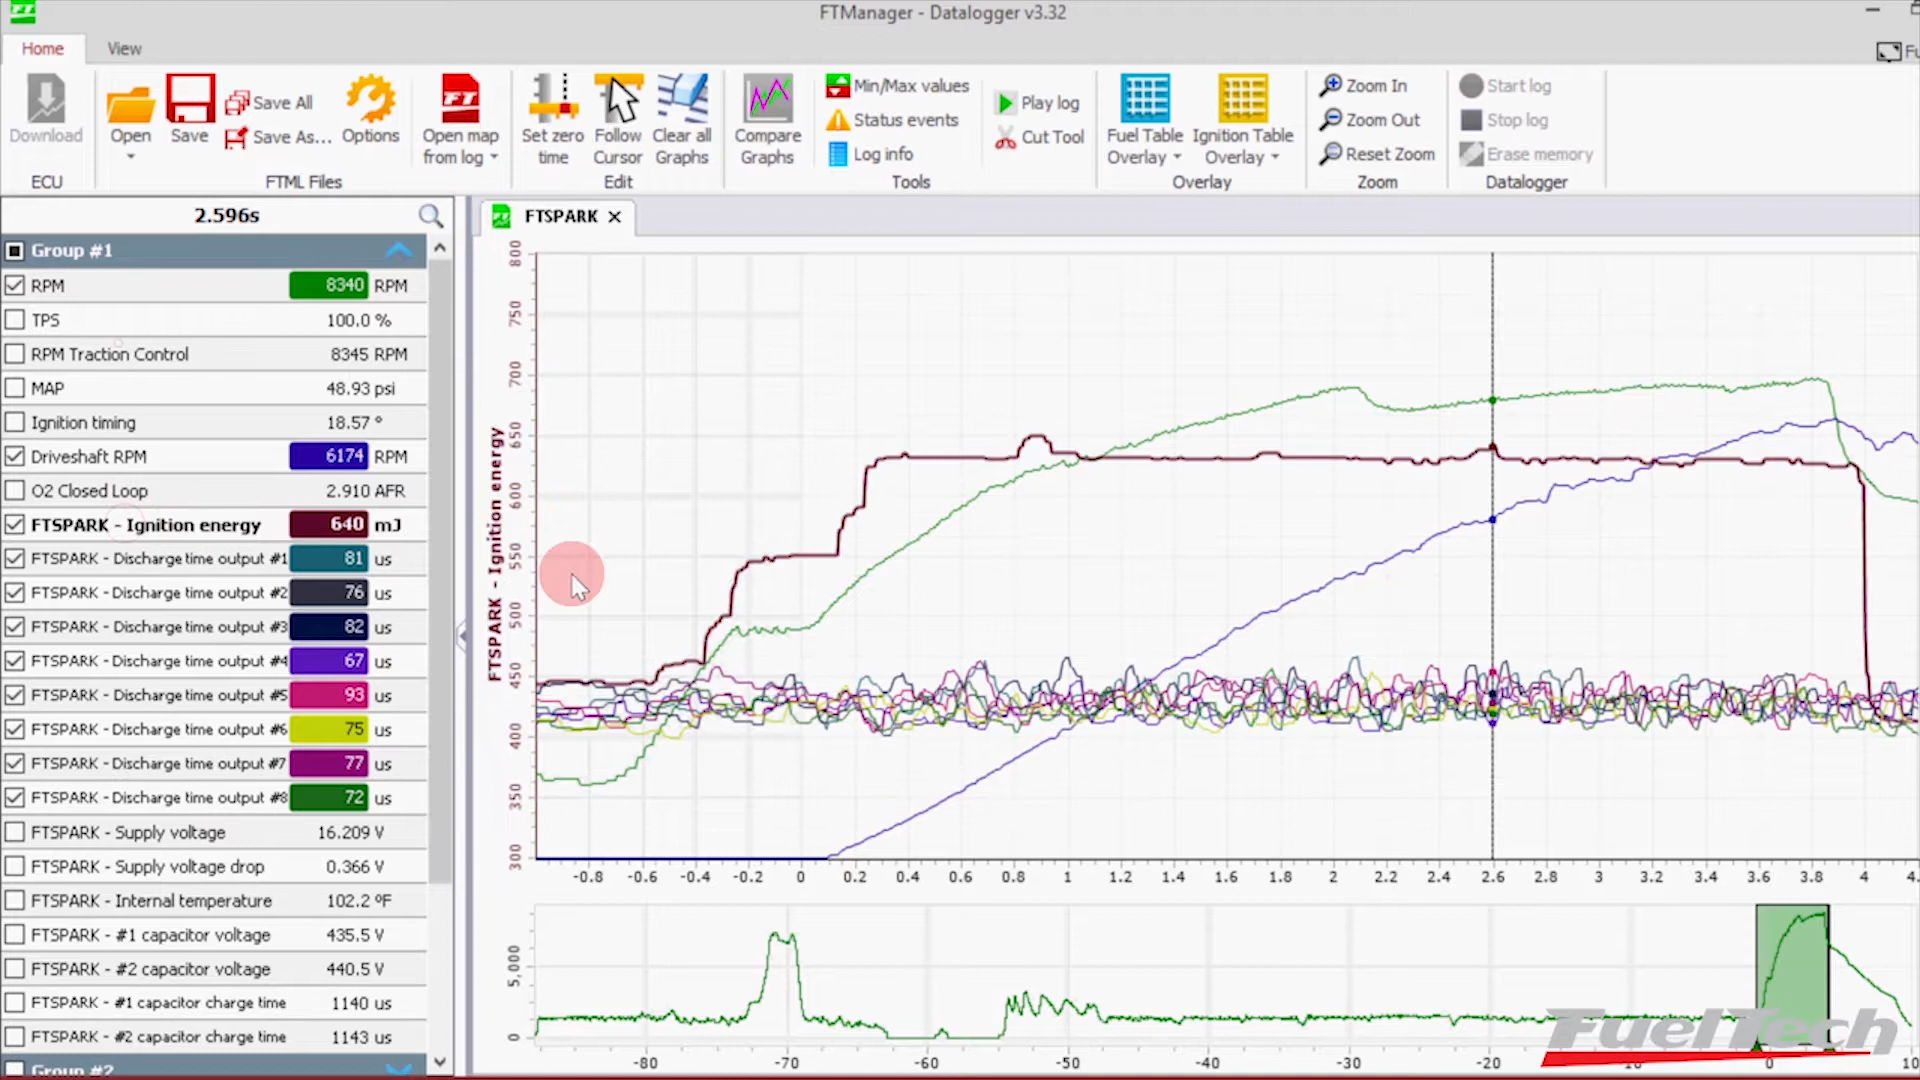 FT
FTManager - Datalogger v3.32
Home View
Fu
Download
Open
Save
Save All
Save As...
Options
FT
Open map
from log
Set zero
time
Follow
Cursor
Clear all
Graphs
Compare
Graphs
Min/Max values
Status events
Log info
Play log
Cut Tool
Fuel Table
Overlay
Ignition Table
Overlay
Zoom In
Zoom Out
Reset Zoom
Start log
Stop log
Erase memory
ECU FTML Files Edit Tools Overlay Zoom Datalogger
2.596s
Group #1
RPM 8340 RPM
TPS 100.0 %
RPM Traction Control 8345 RPM
MAP 48.93 psi
Ignition timing 18.57 °
Driveshaft RPM 6174 RPM
O2 Closed Loop 2.910 AFR
FTSPARK - Ignition energy 640 mJ
FTSPARK - Discharge time output #1 81 us
FTSPARK - Discharge time output #2 76 us
FTSPARK - Discharge time output #3 82 us
FTSPARK - Discharge time output #4 67 us
FTSPARK - Discharge time output #5 93 us
FTSPARK - Discharge time output #6 75 us
FTSPARK - Discharge time output #7 77 us
FTSPARK - Discharge time output #8 72 us
FTSPARK - Supply voltage 16.209 V
FTSPARK - Supply voltage drop 0.366 V
FTSPARK - Internal temperature 102.2 ºF
FTSPARK - #1 capacitor voltage 435.5 V
FTSPARK - #2 capacitor voltage 440.5 V
FTSPARK - #1 capacitor charge time 1140 us
FTSPARK - #2 capacitor charge time 1143 us
Group #2
FT FTSPARK
FTSPARK - Ignition energy
800
750
700
650
600
550
500
450
400
350
300
-0.8 -0.6 -0.4 -0.2 0 0.2 0.4 0.6 0.8 1 1.2 1.4 1.6 1.8 2 2.2 2.4 2.6 2.8 3 3.2 3.4 3.6 3.8 4 4.
5,000
0
-80 -70 -60 -50 -40 -30 -20 -10 0 10
FuelTech